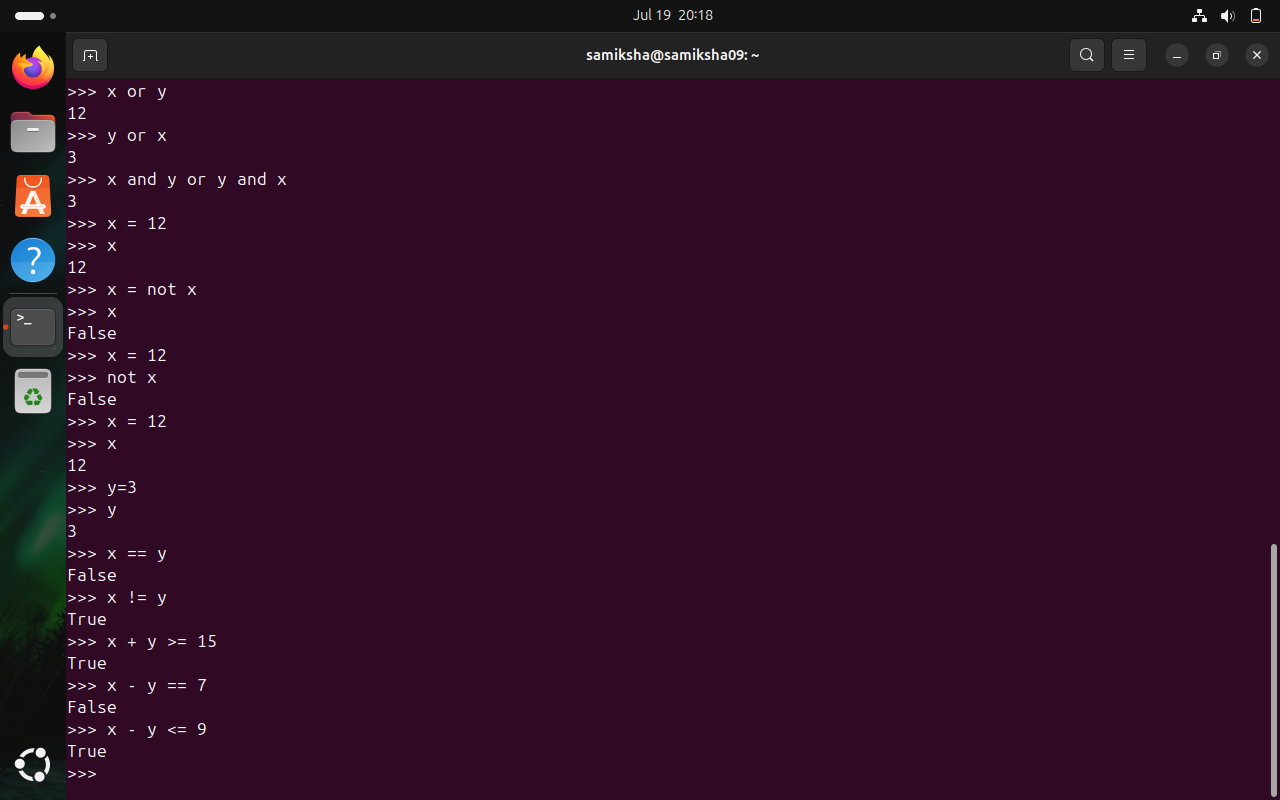 Jul 19 20:18
samiksha@samiksha09: ~
>>> x or y
12
>>> y or x
3
>>> x and y or y and x
3
>>> x = 12
>>> x
12
>>> x = not x
>>> x
False
>>> x = 12
>>> not x
False
>>> x = 12
>>> x
12
>>> y=3
>>> y
3
>>> x == y
False
>>> x != y
True
>>> x + y >= 15
True
>>> x - y == 7
False
>>> x - y <= 9
True
>>>